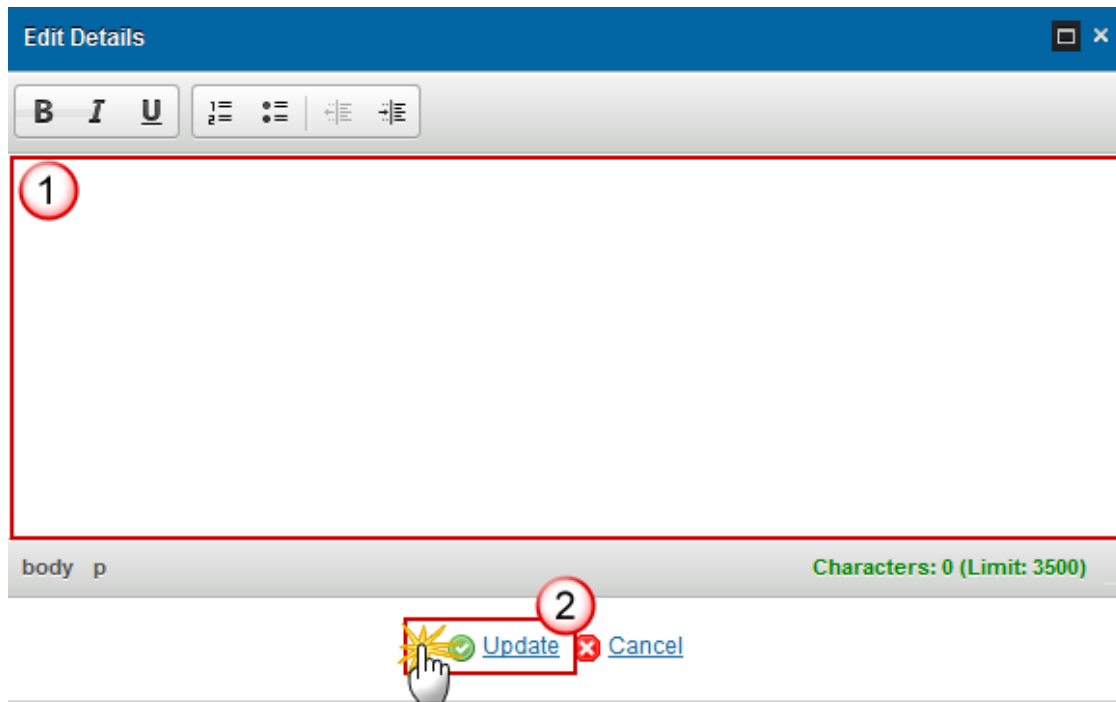 Edit Details
B I U
1
body p Characters: 0 (Limit: 3500)
2
Update Cancel